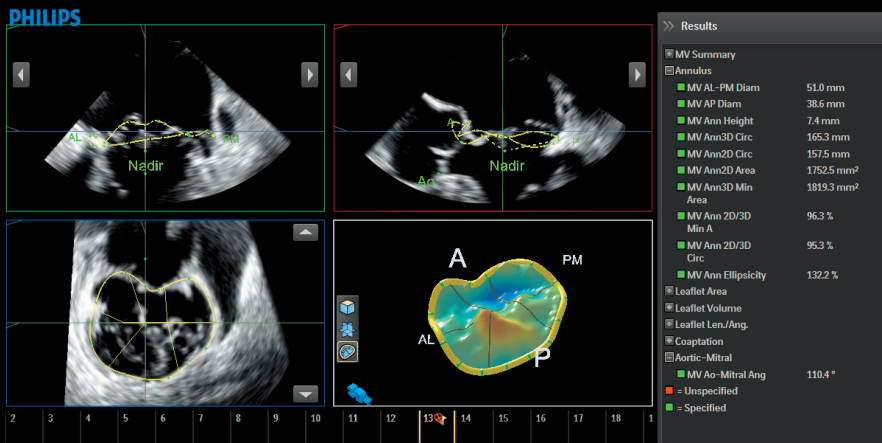 PHILIPS
AL
PM
Nadir
A
P
Nadir
Ao
A
PM
AL
P
2 3 4 5 6 7 8 9 10 11 12 13 14 15 16 17 18 1
Results
MV Summary
Annulus
MV AL-PM Diam 51.0 mm
MV AP Diam 38.6 mm
MV Ann Height 7.4 mm
MV Ann3D Circ 165.3 mm
MV Ann2D Circ 157.5 mm
MV Ann2D Area 1752.5 mm²
MV Ann3D Min 1819.3 mm²
Area
MV Ann 2D/3D 96.3 %
Min A
MV Ann 2D/3D 95.3 %
Circ
MV Ann Ellipsicity 132.2 %
Leaflet Area
Leaflet Volume
Leaflet Len./Ang.
Coaptation
Aortic-Mitral
MV Ao-Mitral Ang 110.4 °
= Unspecified
= Specified